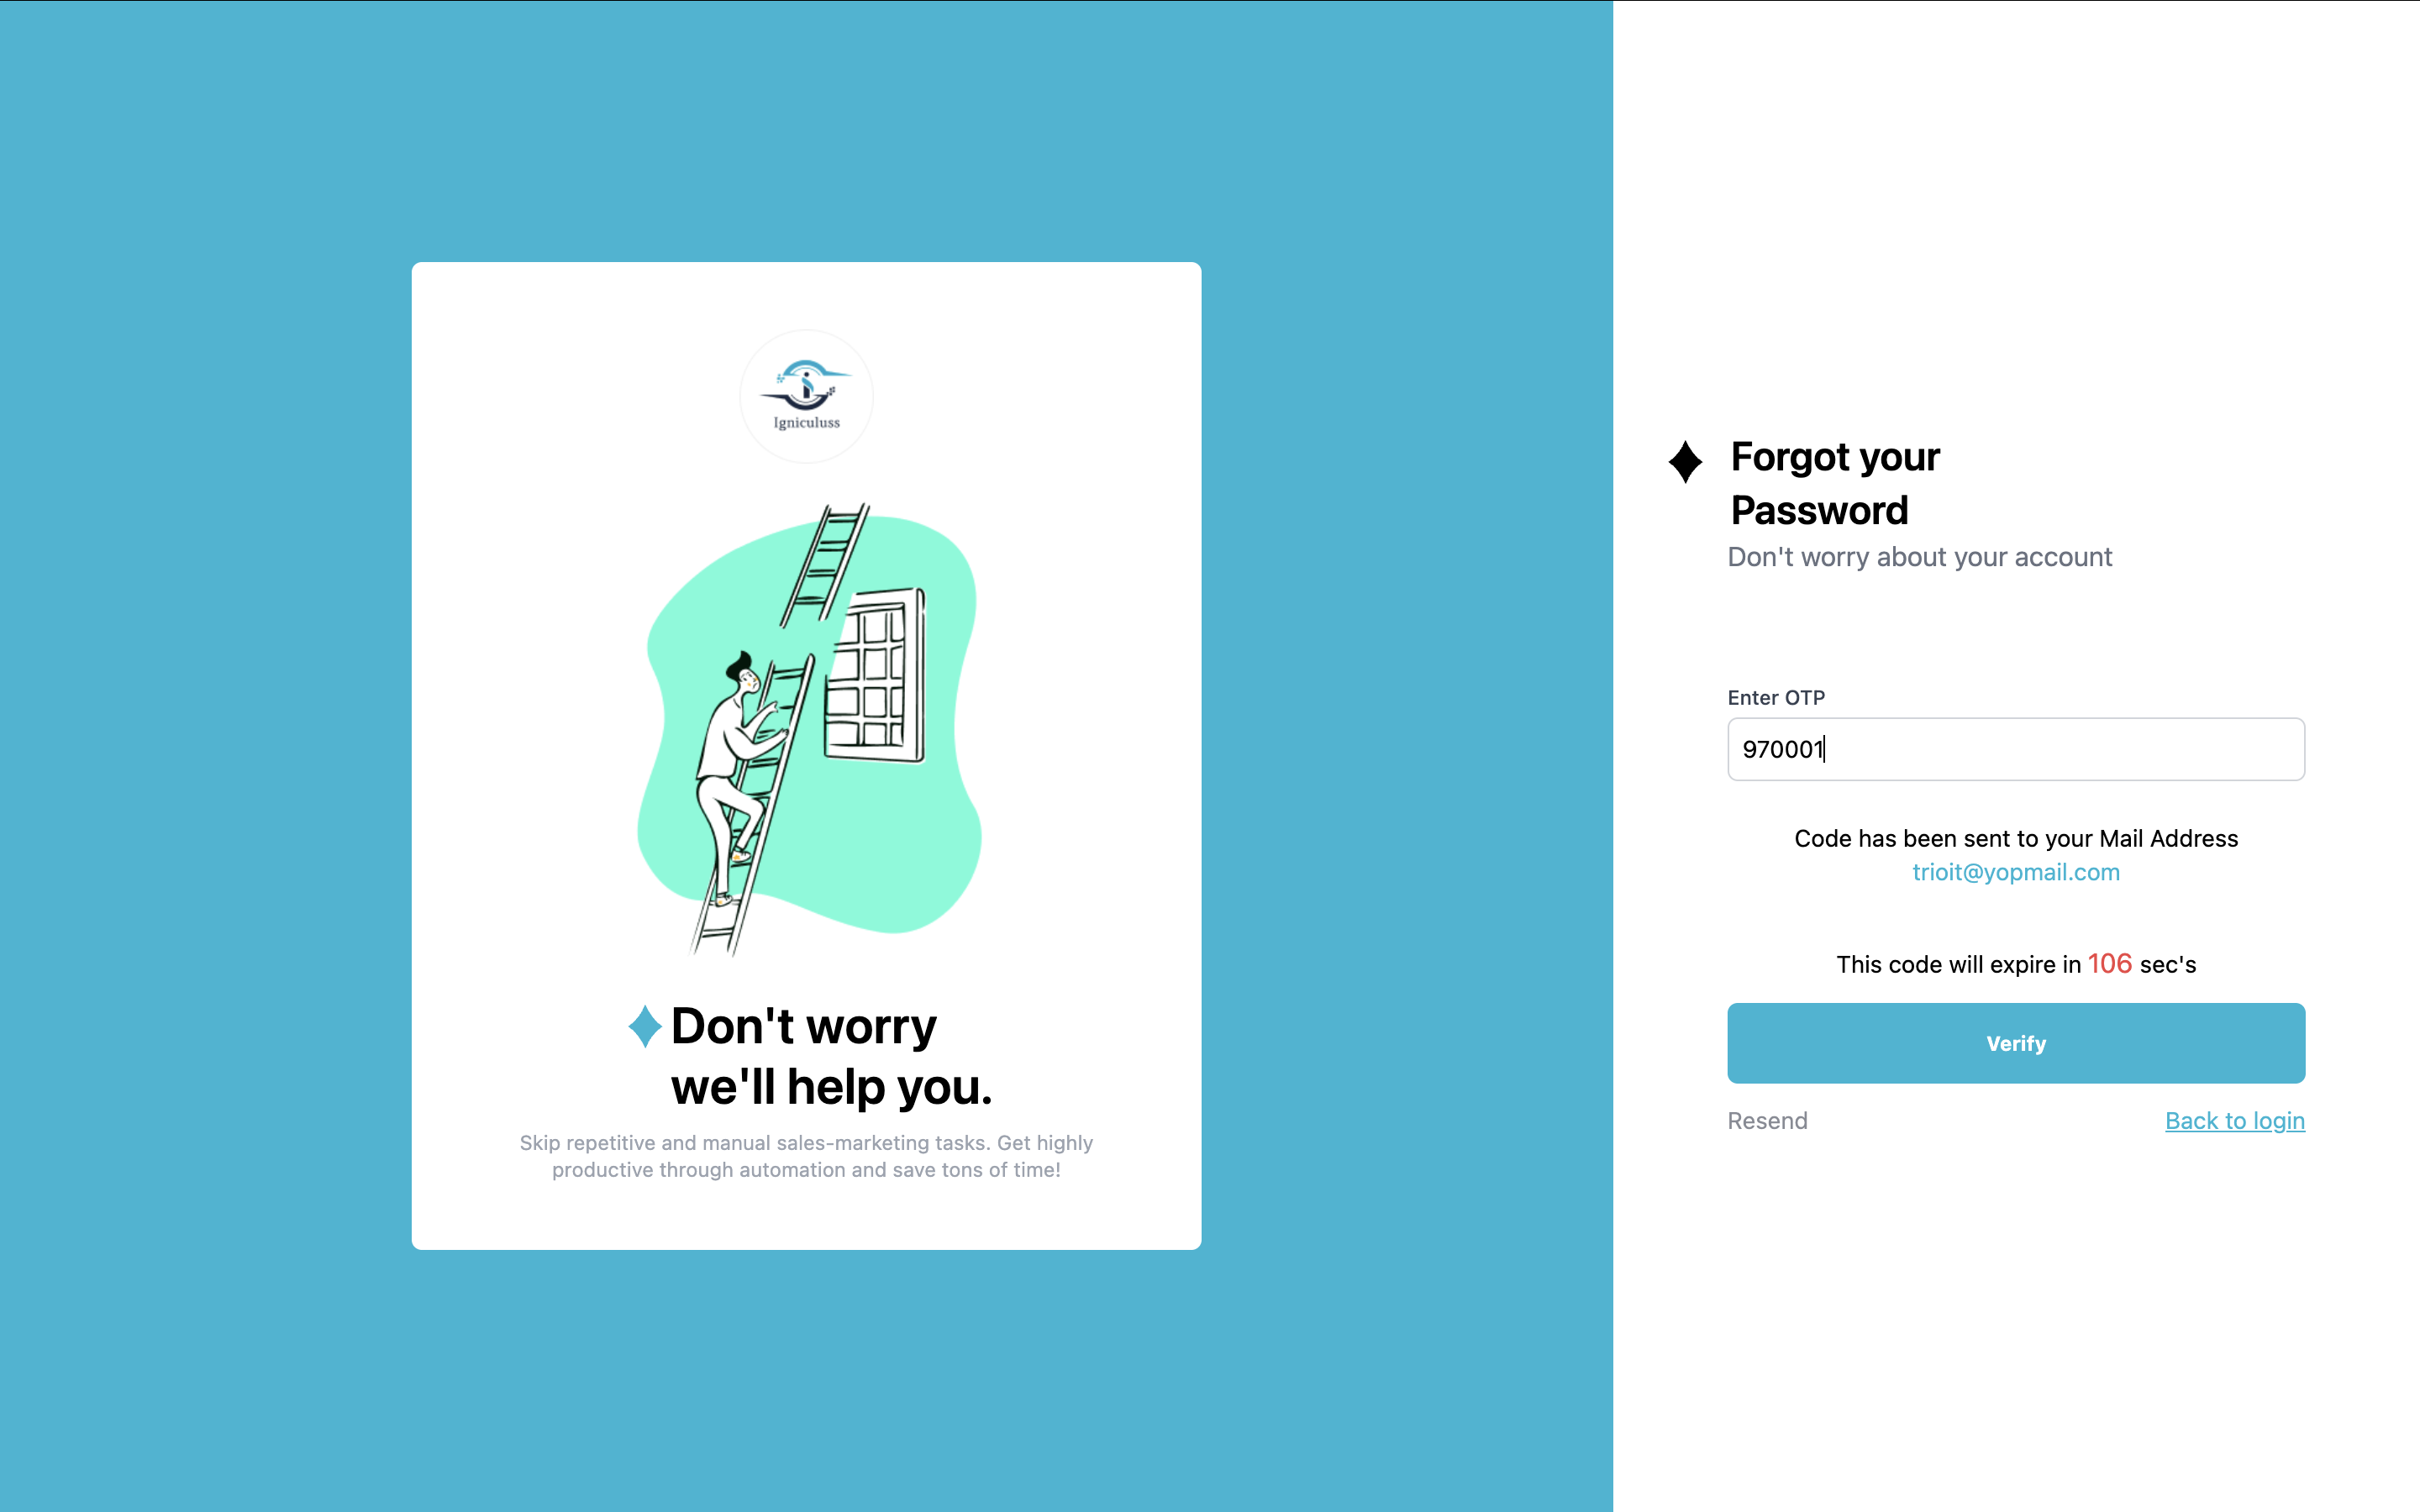 Igniculuss
Don't worry
we'll help you.
Skip repetitive and manual sales-marketing tasks. Get highly
productive through automation and save tons of time!
Forgot your
Password
Don't worry about your account
Enter OTP
970001
Code has been sent to your Mail Address
trioit@yopmail.com
This code will expire in 106 sec's
Verify
Resend
Back to login